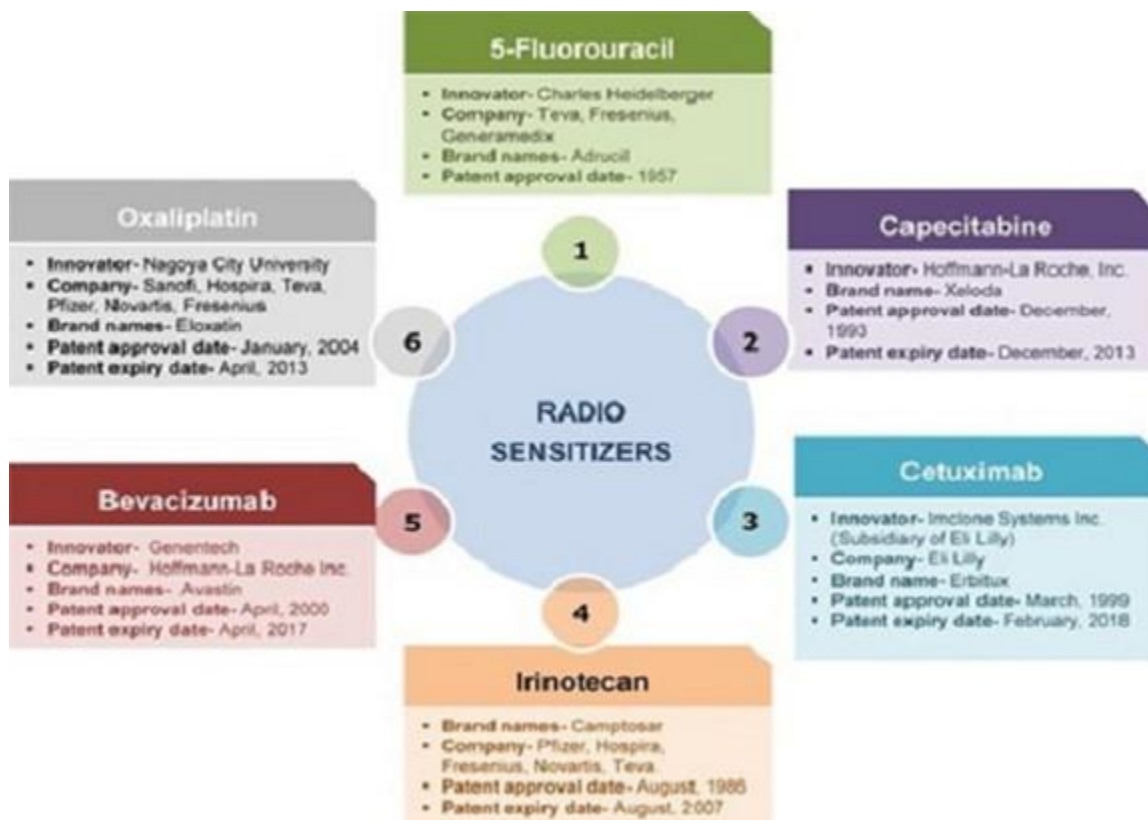 5-Fluorouracil
• Innovator- Charles Heidelberger
• Company- Teva, Fresenius,
Generamedix
• Brand names- Adrucil
• Patent approval date- 1957
1
Capecitabine
• Innovator- Hoffmann-La Roche, Inc.
• Brand name- Xeloda
• Patent approval date- December,
1993
• Patent expiry date- December, 2013
2
Cetuximab
• Innovator- Imclone Systems Inc.
(Subsidiary of Eli Lilly)
• Company- Eli Lilly
• Brand name- Erbitux
• Patent approval date- March, 1999
• Patent expiry date- February, 2018
3
Irinotecan
• Brand names- Camptosar
• Company- Pfizer, Hospira,
Fresenius, Novartis, Teva
• Patent approval date- August, 1986
• Patent expiry date- August, 2007
4
Bevacizumab
• Innovator- Genentech
• Company- Hoffmann-La Roche Inc.
• Brand names- Avastin
• Patent approval date- April, 2000
• Patent expiry date- April, 2017
5
Oxaliplatin
• Innovator- Nagoya City University
• Company- Sanofi, Hospira, Teva,
Pfizer, Novartis, Fresenius
• Brand names- Eloxatin
• Patent approval date- January, 2004
• Patent expiry date- April, 2013
6
RADIO
SENSITIZERS